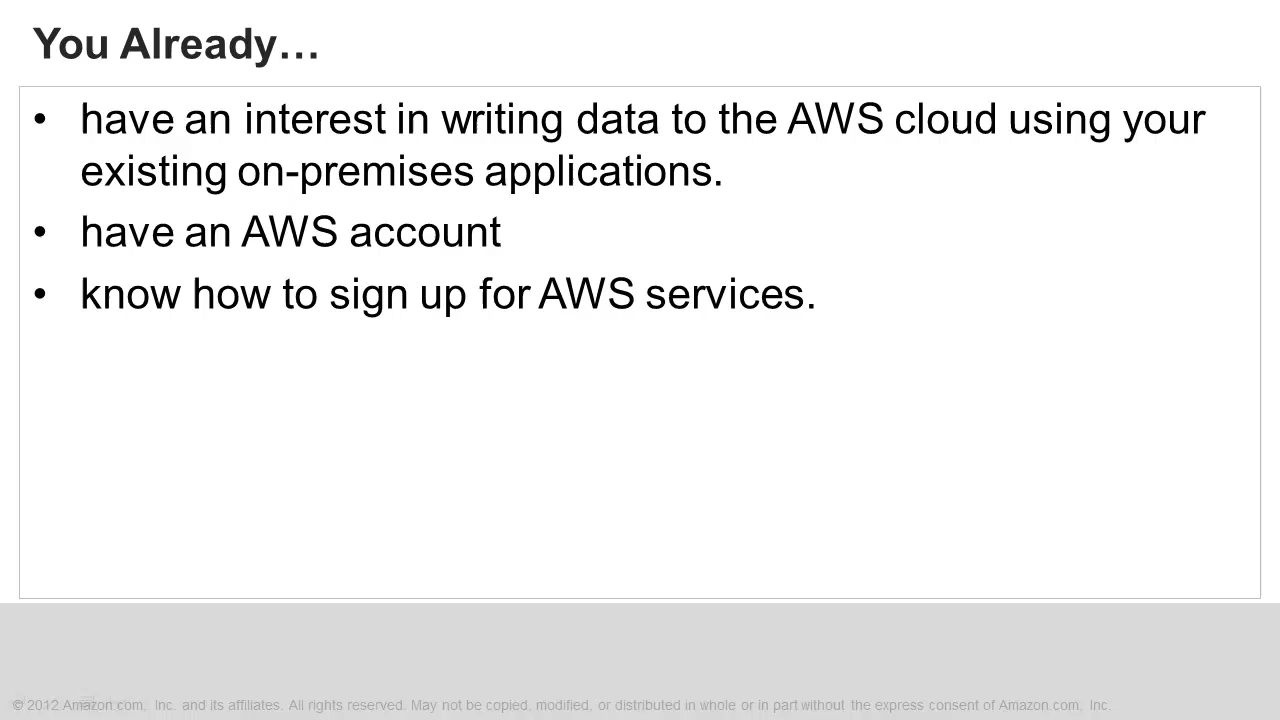 You Already…
• have an interest in writing data to the AWS cloud using your
existing on-premises applications.
• have an AWS account
• know how to sign up for AWS services.
© 2012 Amazon.com, Inc. and its affiliates. All rights reserved. May not be copied, modified, or distributed in whole or in part without the express consent of Amazon.com, Inc.